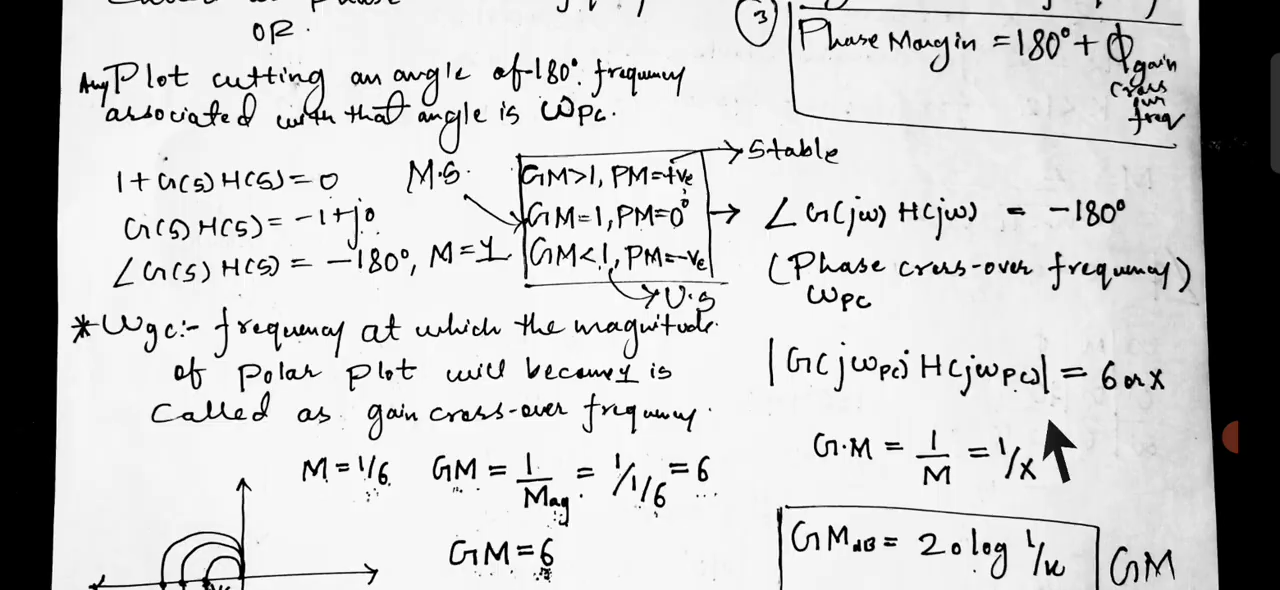 OR.
Any Plot cutting an angle of -180° frequency
associated with that angle is ωpc.
1+G(s)H(s)=0
G(s)H(s)=-1+j0
∠G(s)H(s) = -180°, M=1
M.S.
GM>1, PM=+ve
GM=1, PM=0°
GM<1, PM=-ve
Stable
U.S
*ωgc:- frequency at which the magnitude
of Polar Plot will become 1 is
called as gain cross-over frequency.
M = 1/6 GM = 1/Mag = 1/1/6 = 6
GM = 6
3
Phase Margin = 180° + Φ gain
cross
over
freq
∠G(jω)H(jω) = -180°
(Phase cross-over frequency)
ωpc
|G(jωpc)H(jωpc)| = 6 or x
G.M = 1/M = 1/x
GM dB = 20 log 1/x
GM